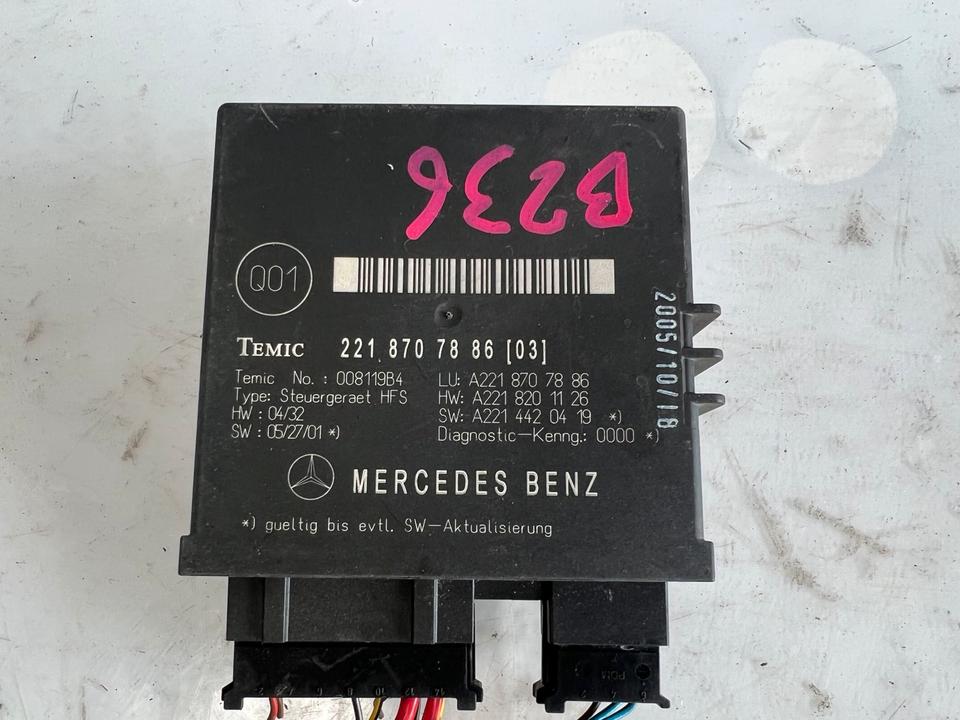 B236
Q01
TEMIC 221 870 78 86 [03]
Temic No.: 008119B4
Type: Steuergeraet HFS
HW : 04/32
SW : 05/27/01 *)
LU: A221 870 78 86
HW: A221 820 11 26
SW: A221 442 04 19 *)
Diagnostic-Kenng.: 0000 *)
MERCEDES BENZ
*) gueltig bis evtl. SW-Aktualisierung
2005/10/18